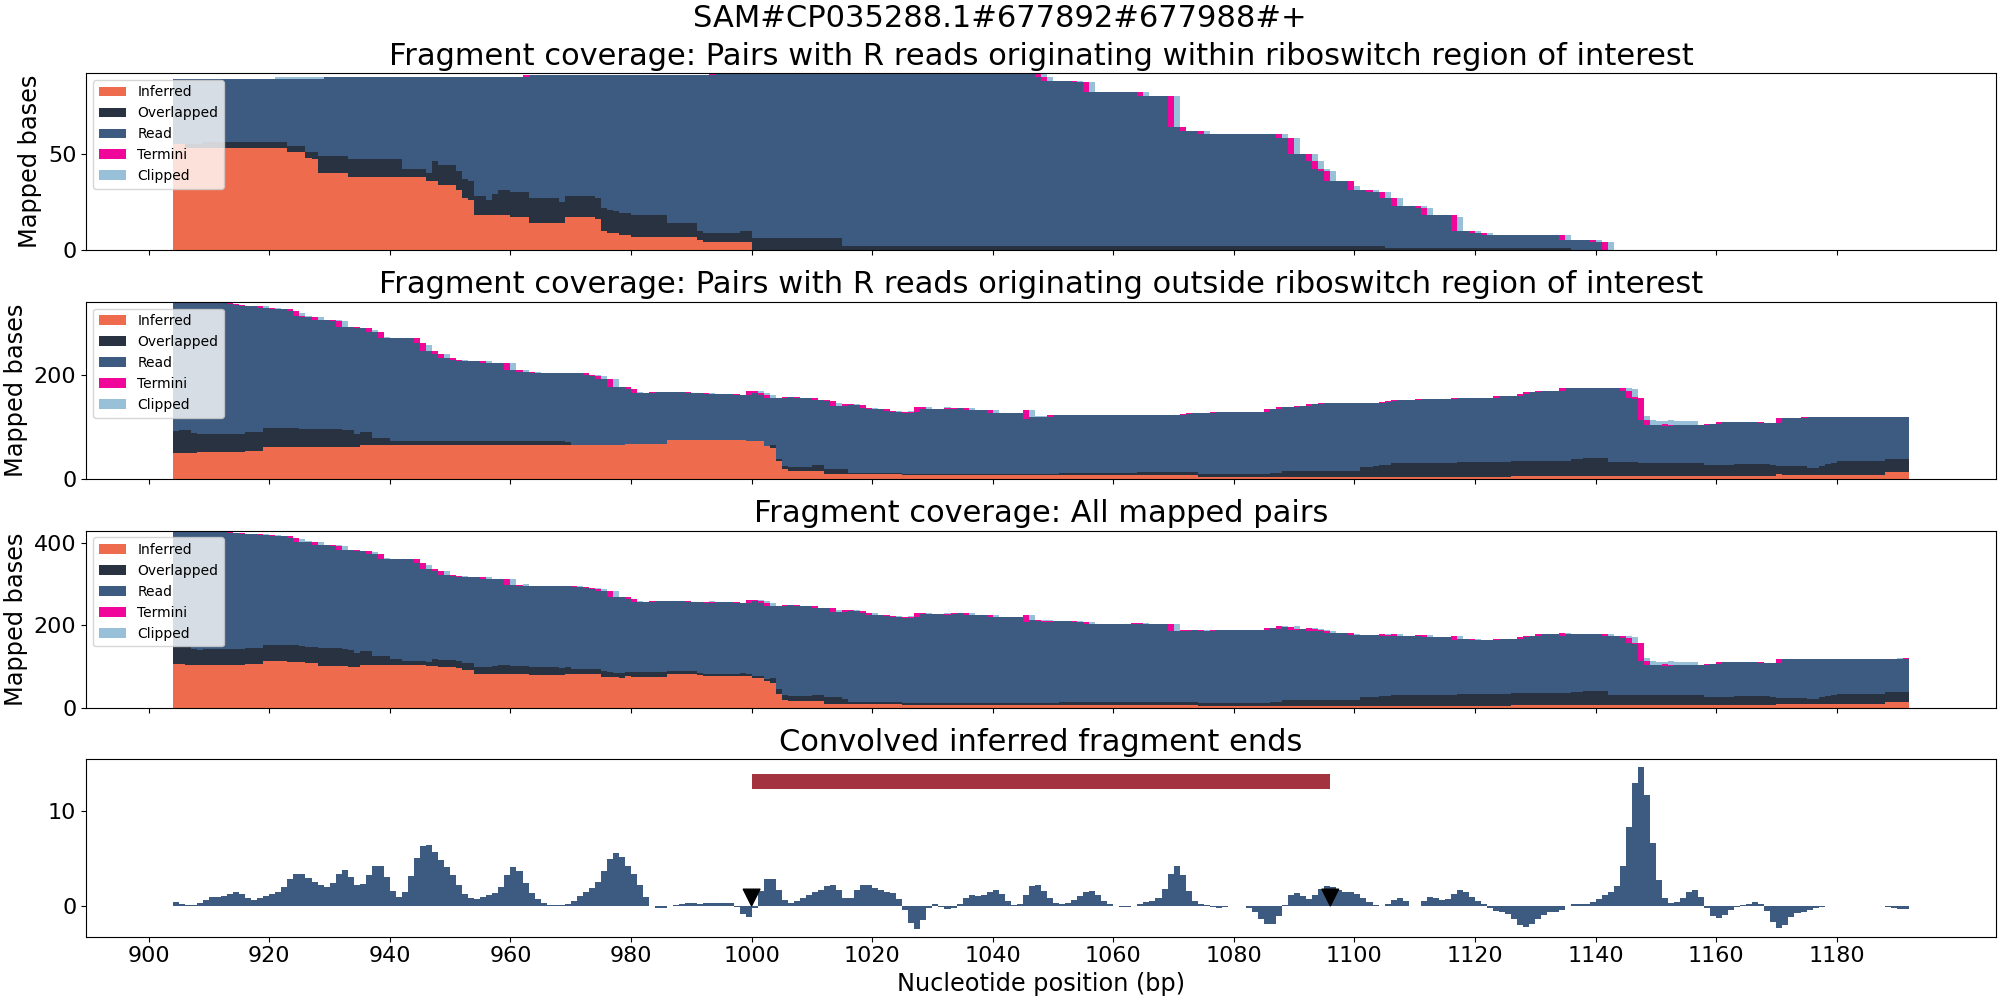 SAM#CP035288.1#677892#677988#+
Fragment coverage: Pairs with R reads originating within riboswitch region of interest
Mapped bases
50
0
Inferred
Overlapped
Read
Termini
Clipped
Fragment coverage: Pairs with R reads originating outside riboswitch region of interest
Mapped bases
200
0
Inferred
Overlapped
Read
Termini
Clipped
Fragment coverage: All mapped pairs
Mapped bases
400
200
0
Inferred
Overlapped
Read
Termini
Clipped
Convolved inferred fragment ends
10
0
900 920 940 960 980 1000 1020 1040 1060 1080 1100 1120 1140 1160 1180
Nucleotide position (bp)